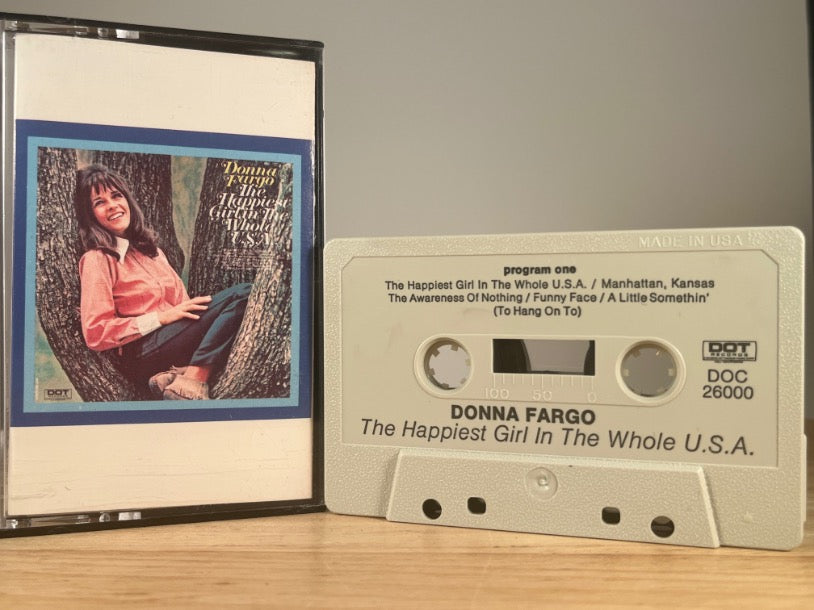 Donna
Fargo
The
Happiest
Girl in The
Whole
U.S.A.
DOT
MADE IN USA
program one
The Happiest Girl In The Whole U.S.A. / Manhattan, Kansas
The Awareness Of Nothing / Funny Face / A Little Somethin'
(To Hang On To)
DOT
RECORDS
DOC
26000
100 50 0
DONNA FARGO
The Happiest Girl In The Whole U.S.A.